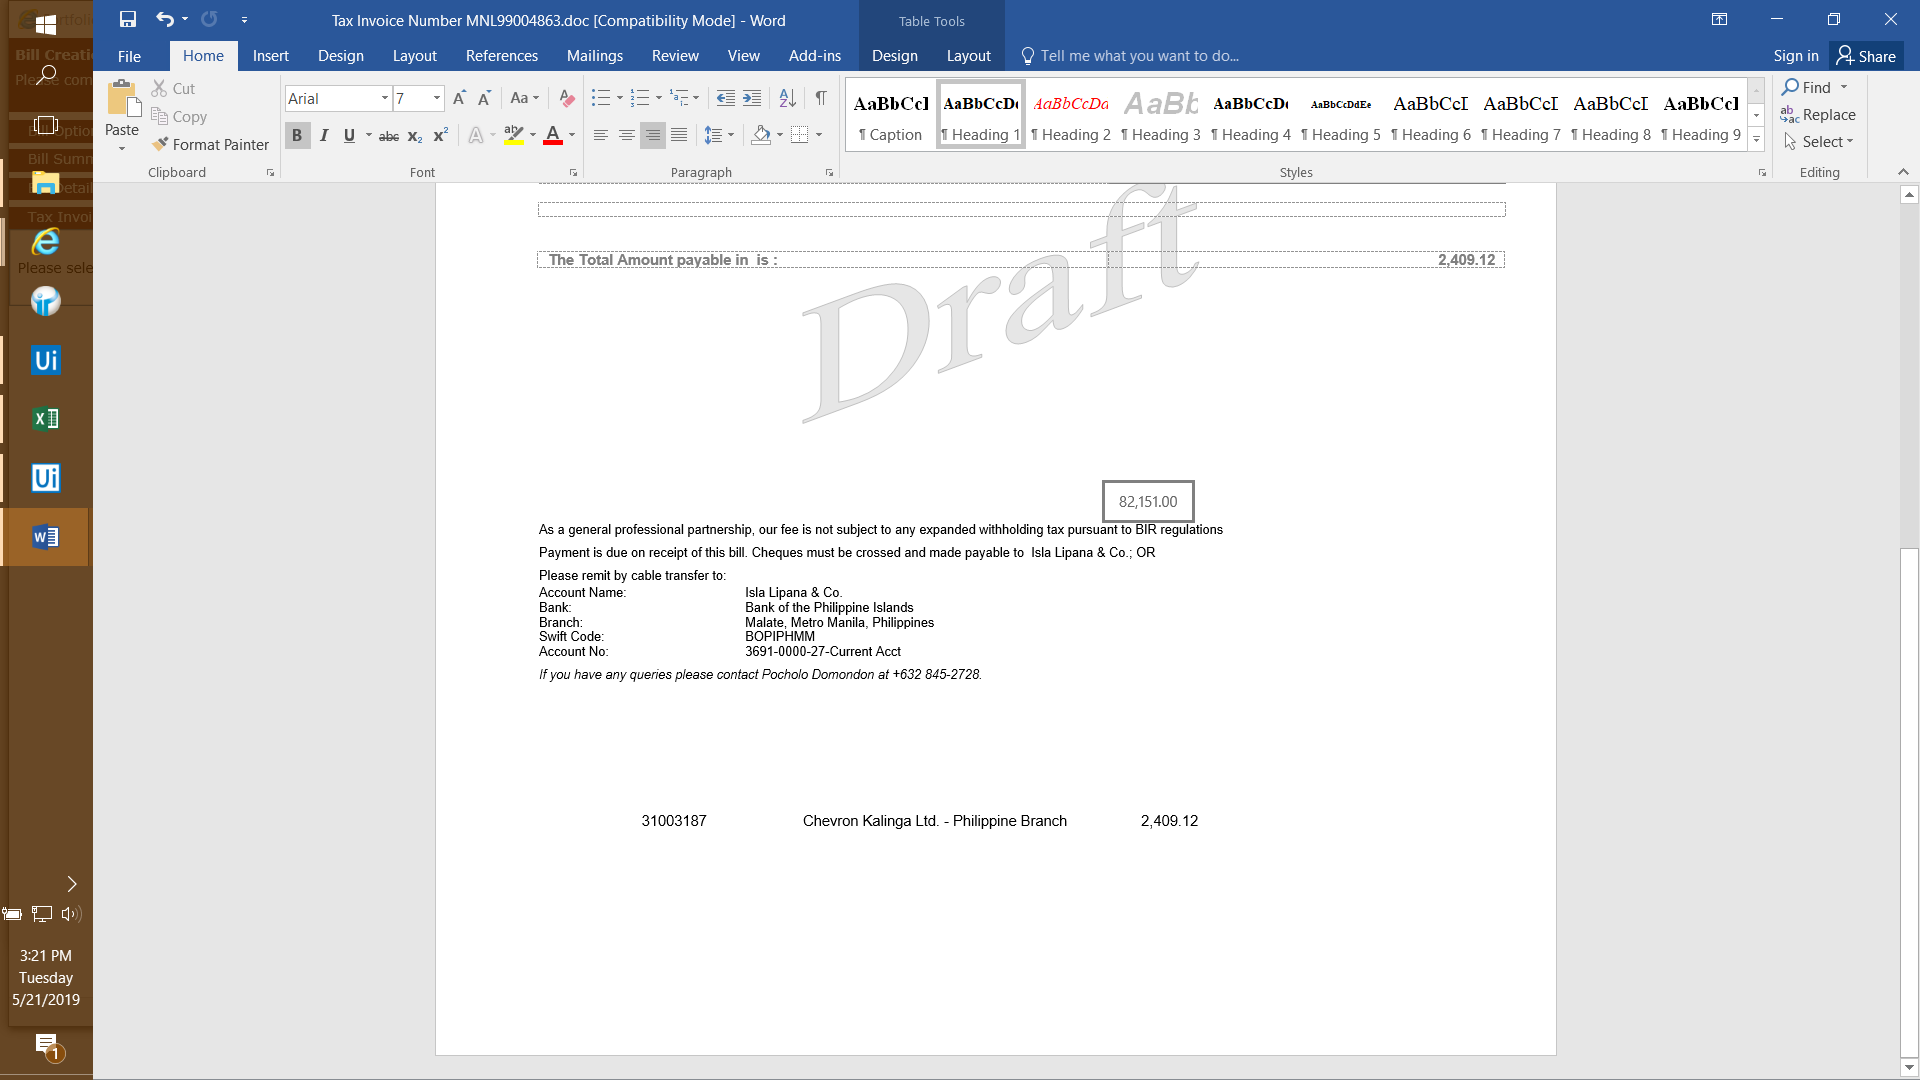 Tax Invoice Number MNL99004863.doc [Compatibility Mode] - Word
Table Tools
File
Home
Insert
Design
Layout
References
Mailings
Review
View
Add-ins
Design
Layout
Tell me what you want to do...
Sign in
Share
Paste
Cut
Copy
Format Painter
Clipboard
Arial
7
Font
Paragraph
AaBbCcI
¶ Caption
AaBbCcDc
¶ Heading 1
AaBbCcDa
¶ Heading 2
AaBb
¶ Heading 3
AaBbCcDc
¶ Heading 4
AaBbCcDdEe
¶ Heading 5
AaBbCcI
¶ Heading 6
AaBbCcI
¶ Heading 7
AaBbCcI
¶ Heading 8
AaBbCcI
¶ Heading 9
Styles
Find
Replace
Select
Editing
Bill Creati
Please com
Bill Option
Bill Summ
Tax Invoi
Please sele
Draft
The Total Amount payable in is : 2,409.12
82,151.00
As a general professional partnership, our fee is not subject to any expanded withholding tax pursuant to BIR regulations
Payment is due on receipt of this bill. Cheques must be crossed and made payable to Isla Lipana & Co.; OR
Please remit by cable transfer to:
Account Name: Isla Lipana & Co.
Bank: Bank of the Philippine Islands
Branch: Malate, Metro Manila, Philippines
Swift Code: BOPIPHMM
Account No: 3691-0000-27-Current Acct
If you have any queries please contact Pocholo Domondon at +632 845-2728.
31003187 Chevron Kalinga Ltd. - Philippine Branch 2,409.12
3:21 PM
Tuesday
5/21/2019
1